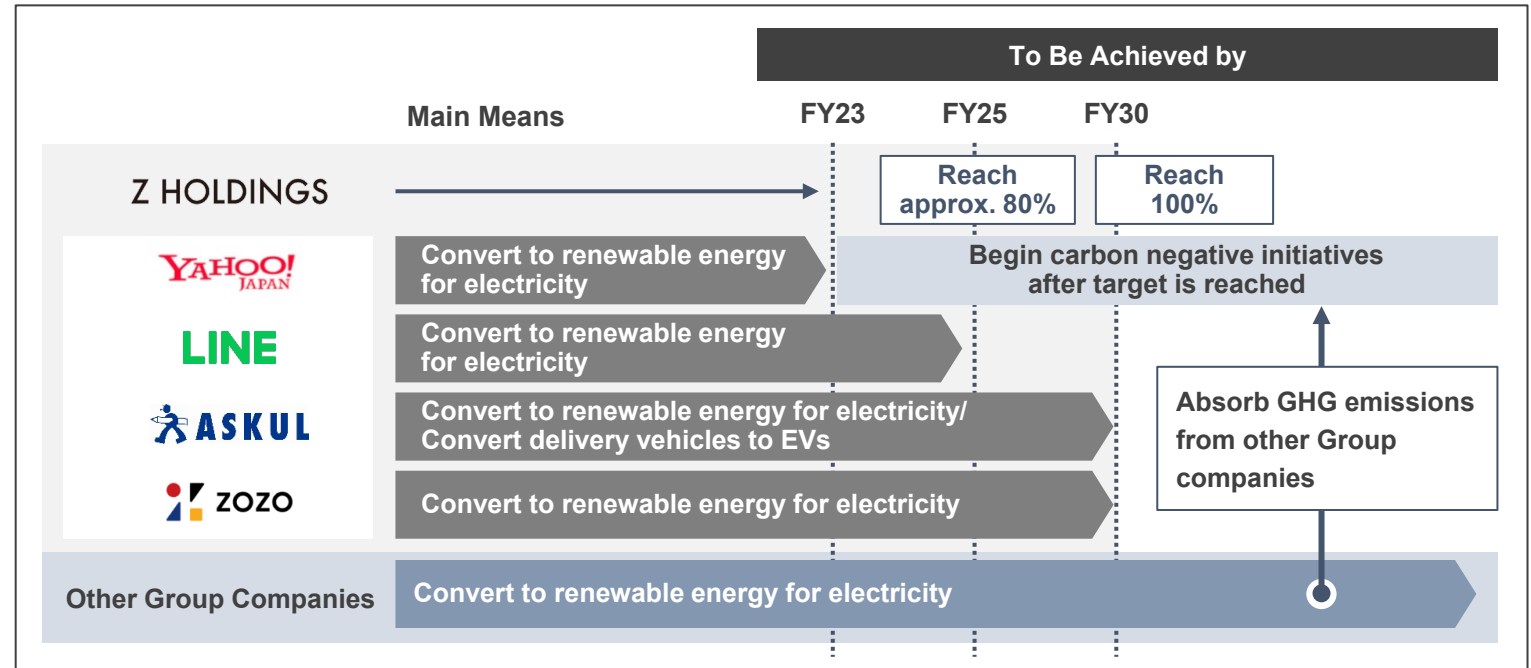 To Be Achieved by
Main Means
FY23
FY25
FY30
Z HOLDINGS
Reach
approx. 80%
Reach
100%
YAHOO!
JAPAN
Convert to renewable energy
for electricity
Begin carbon negative initiatives
after target is reached
LINE
Convert to renewable energy
for electricity
ASKUL
Convert to renewable energy for electricity/
Convert delivery vehicles to EVs
Absorb GHG emissions
from other Group
companies
ZOZO
Convert to renewable energy for electricity
Other Group Companies
Convert to renewable energy for electricity